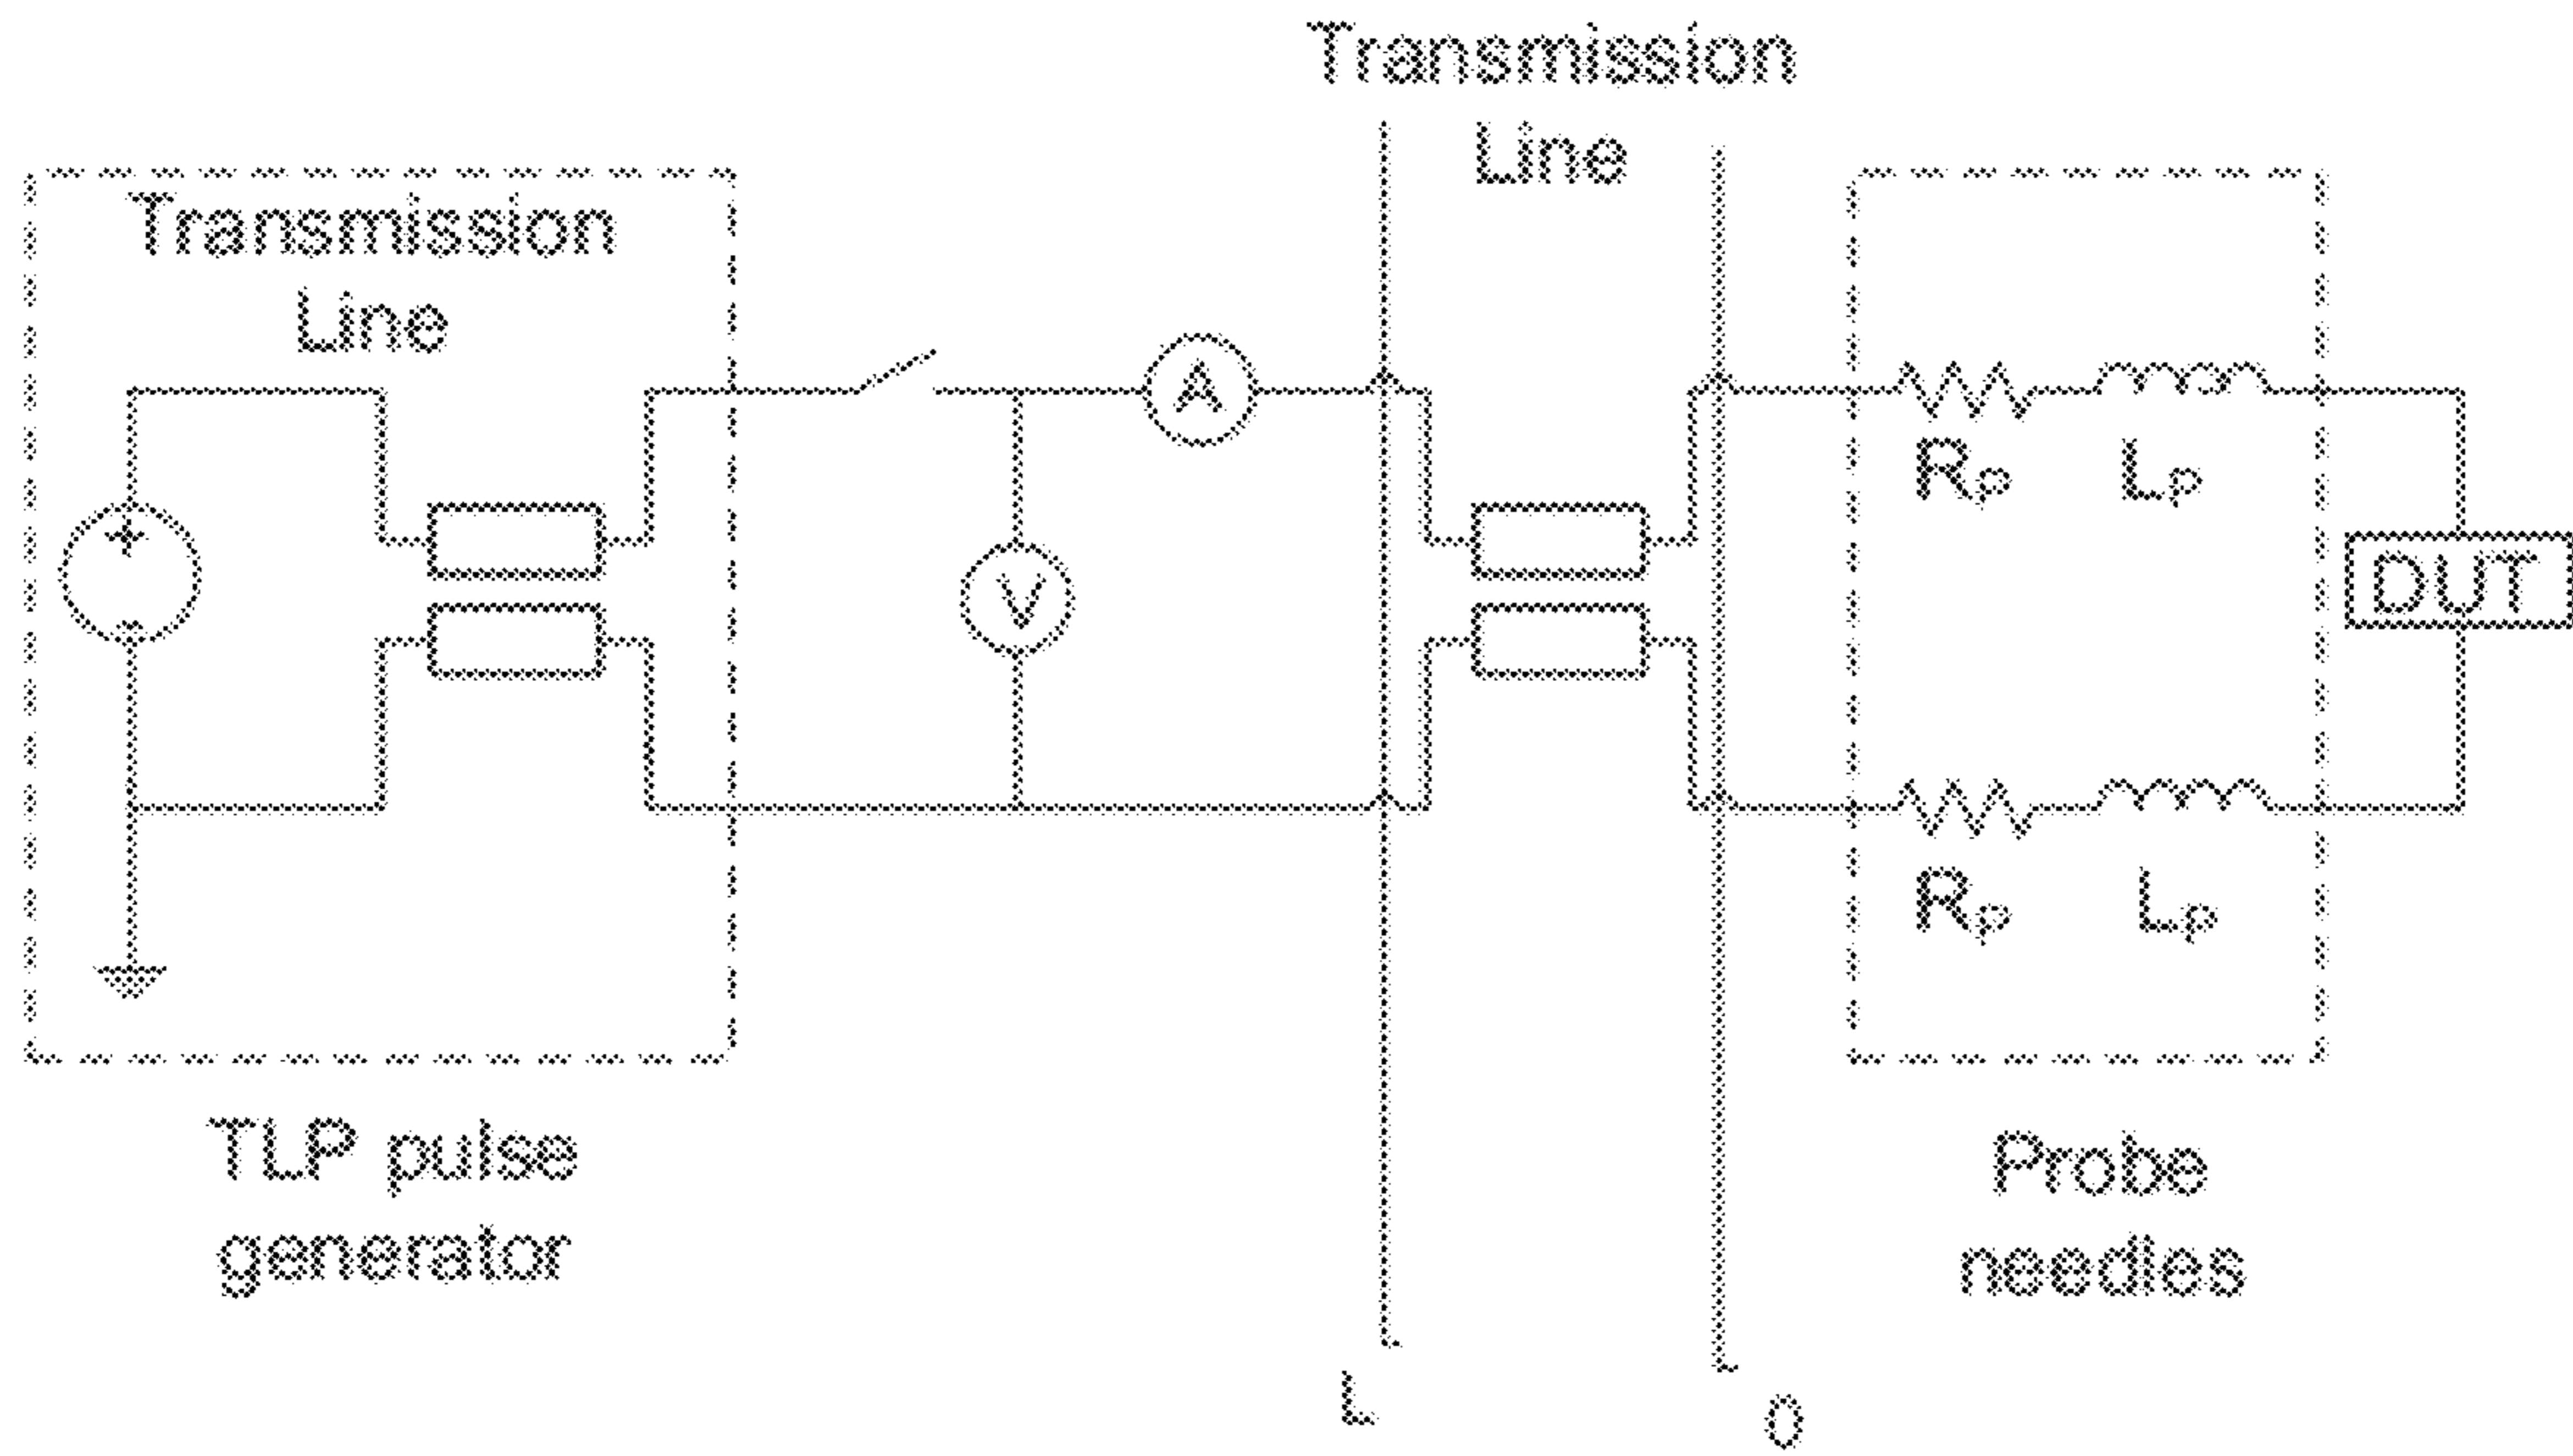 Transmission
Line
Transmission
Line
A
Rp
Lp
V
DUT
Rp
Lp
TLP pulse
generator
Probe
needles
L
0